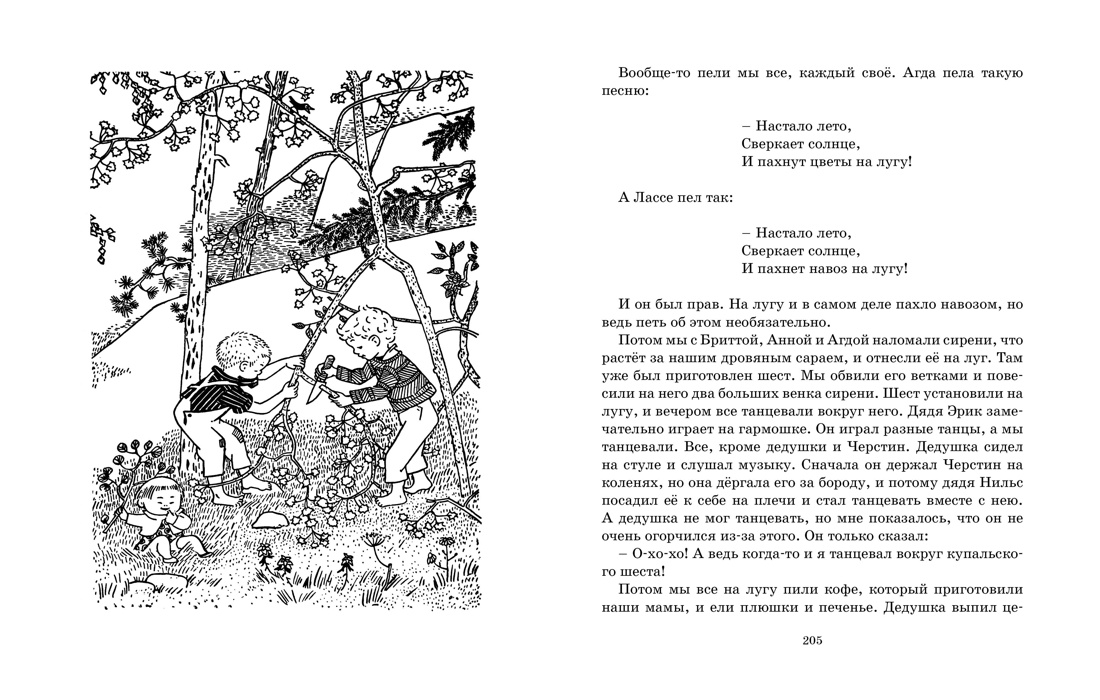 Вообще-то пели мы все, каждый своё. Агда пела такую
песню:
– Настало лето,
Сверкает солнце,
И пахнут цветы на лугу!
А Лассе пел так:
– Настало лето,
Сверкает солнце,
И пахнет навоз на лугу!
И он был прав. На лугу и в самом деле пахло навозом, но
ведь петь об этом необязательно.
Потом мы с Бриттой, Анной и Агдой наломали сирени, что
растёт за нашим дровяным сараем, и отнесли её на луг. Там
уже был приготовлен шест. Мы обвили его ветками и пове-
сили на него два больших венка сирени. Шест установили на
лугу, и вечером все танцевали вокруг него. Дядя Эрик заме-
чательно играет на гармошке. Он играл разные танцы, а мы
танцевали. Все, кроме дедушки и Черстин. Дедушка сидел
на стуле и слушал музыку. Сначала он держал Черстин на
коленях, но она дёргала его за бороду, и потому дядя Нильс
посадил её к себе на плечи и стал танцевать вместе с нею.
А дедушка не мог танцевать, но мне показалось, что он не
очень огорчился из-за этого. Он только сказал:
– О-хо-хо! А ведь когда-то и я танцевал вокруг купальско-
го шеста!
Потом мы все на лугу пили кофе, который приготовили
наши мамы, и ели плюшки и печенье. Дедушка выпил це-
205